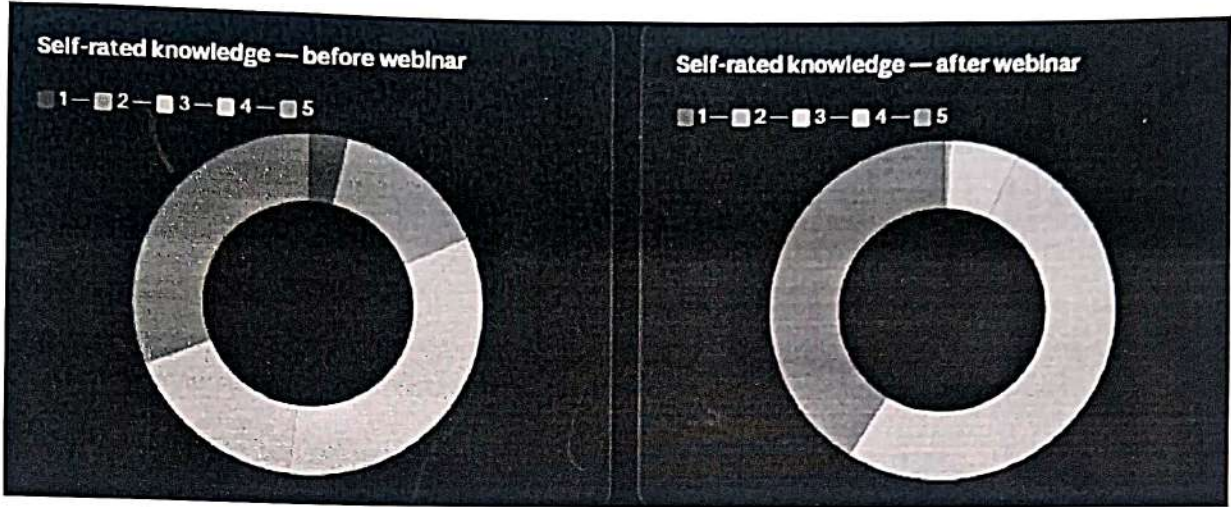 Self-rated knowledge — before webinar
1 — 2 — 3 — 4 — 5
Self-rated knowledge — after webinar
1 — 2 — 3 — 4 — 5